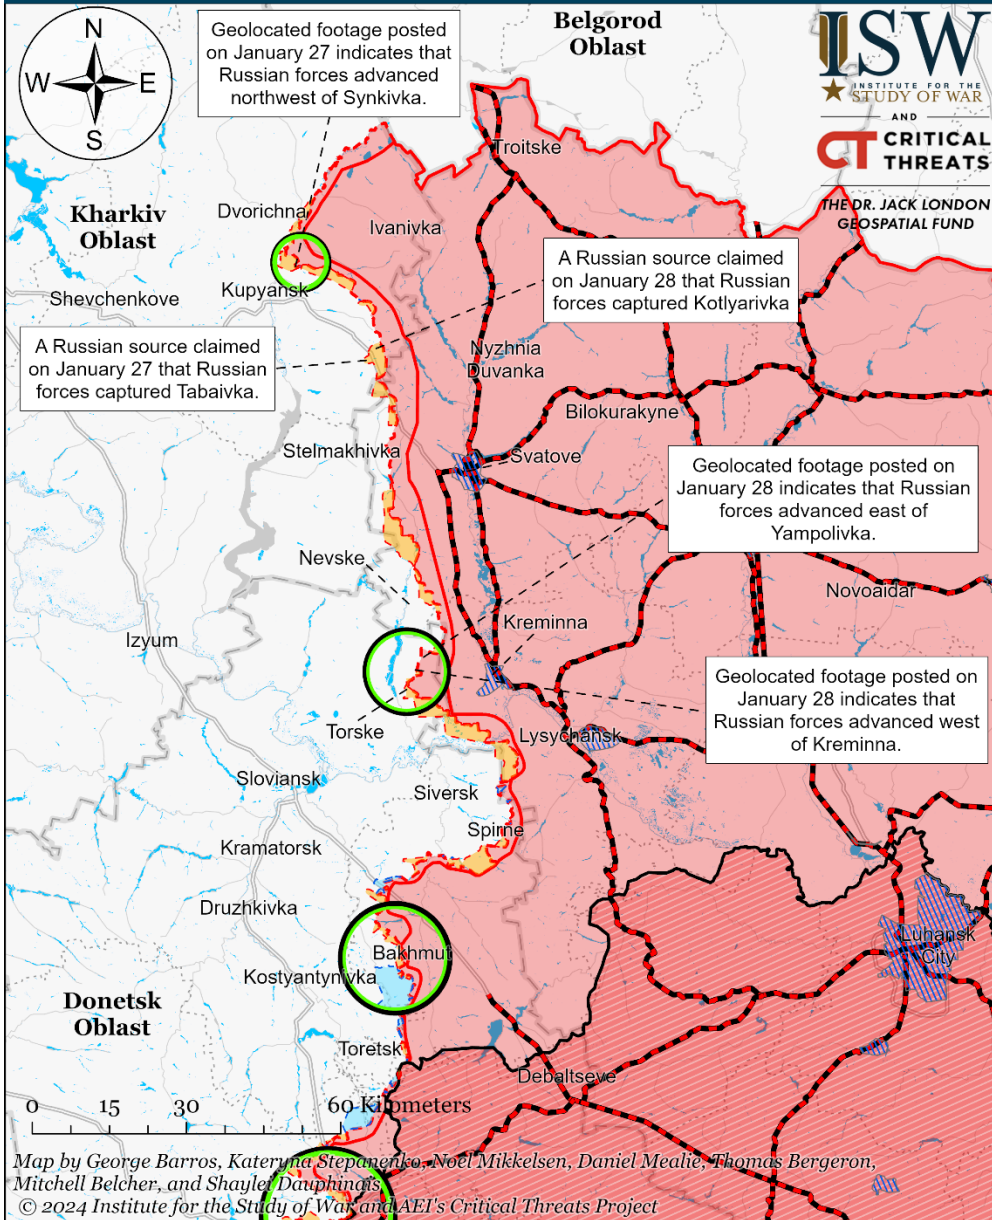 N
W
E
S
Geolocated footage posted
on January 27 indicates that
Russian forces advanced
northwest of Synkivka.
Belgorod
Oblast
ISW
INSTITUTE FOR THE
STUDY OF WAR
AND
CT CRITICAL
THREATS
THE DR. JACK LONDON
GEOSPATIAL FUND
Troitske
Kharkiv
Oblast
Dvorichna
Ivanivka
A Russian source claimed
on January 28 that Russian
forces captured Kotlyarivka
Shevchenkove
Kupyansk
A Russian source claimed
on January 27 that Russian
forces captured Tabaivka.
Nyzhnia
Duvanka
Bilokurakyne
Stelmakhivka
Svatove
Geolocated footage posted on
January 28 indicates that Russian
forces advanced east of
Yampolivka.
Nevske
Novoaidar
Kreminna
Izyum
Geolocated footage posted on
January 28 indicates that
Russian forces advanced west
of Kreminna.
Torske
Lysychansk
Sloviansk
Siversk
Spirne
Kramatorsk
Druzhkivka
Luhansk
City
Bakhmut
Kostyantynivka
Donetsk
Oblast
Toretsk
Debaltseve
0 15 30 60 Kilometers
Map by George Barros, Kateryna Stepanenko, Noel Mikkelsen, Daniel Mealie, Thomas Bergeron,
Mitchell Belcher, and Shaylei Dauphinais
© 2024 Institute for the Study of War and AEI's Critical Threats Project